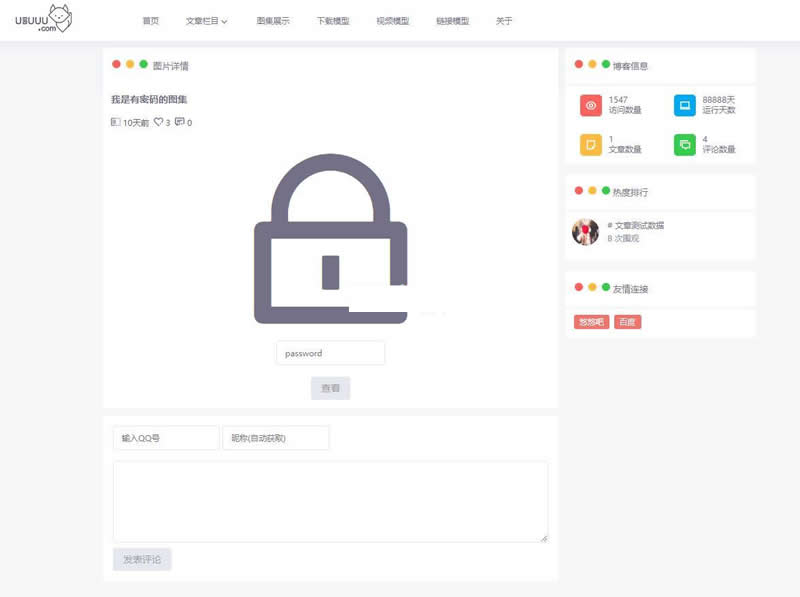 UBUUU
.com
首页 文章栏目 图集展示 下载模型 视频模型 链接模型 关于
图片详情
我是有密码的图集
10天前 3 0
password
查看
输入QQ号 昵称(自动获取)
发表评论
博客信息
1547
访问数量
88888天
运行天数
1
文章数量
4
评论数量
热度排行
# 文章测试数据
8 次围观
友情连接
悠悠吧 百度